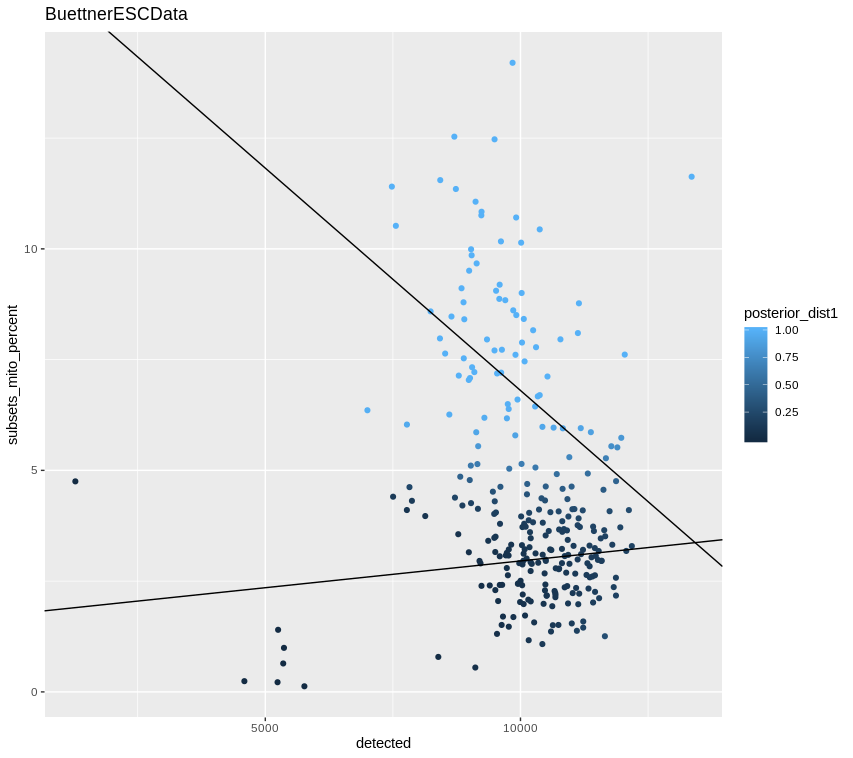 BuettnerESCData
subsets_mito_percent
10
5
0
5000
10000
detected
posterior_dist1
1.00
0.75
0.50
0.25